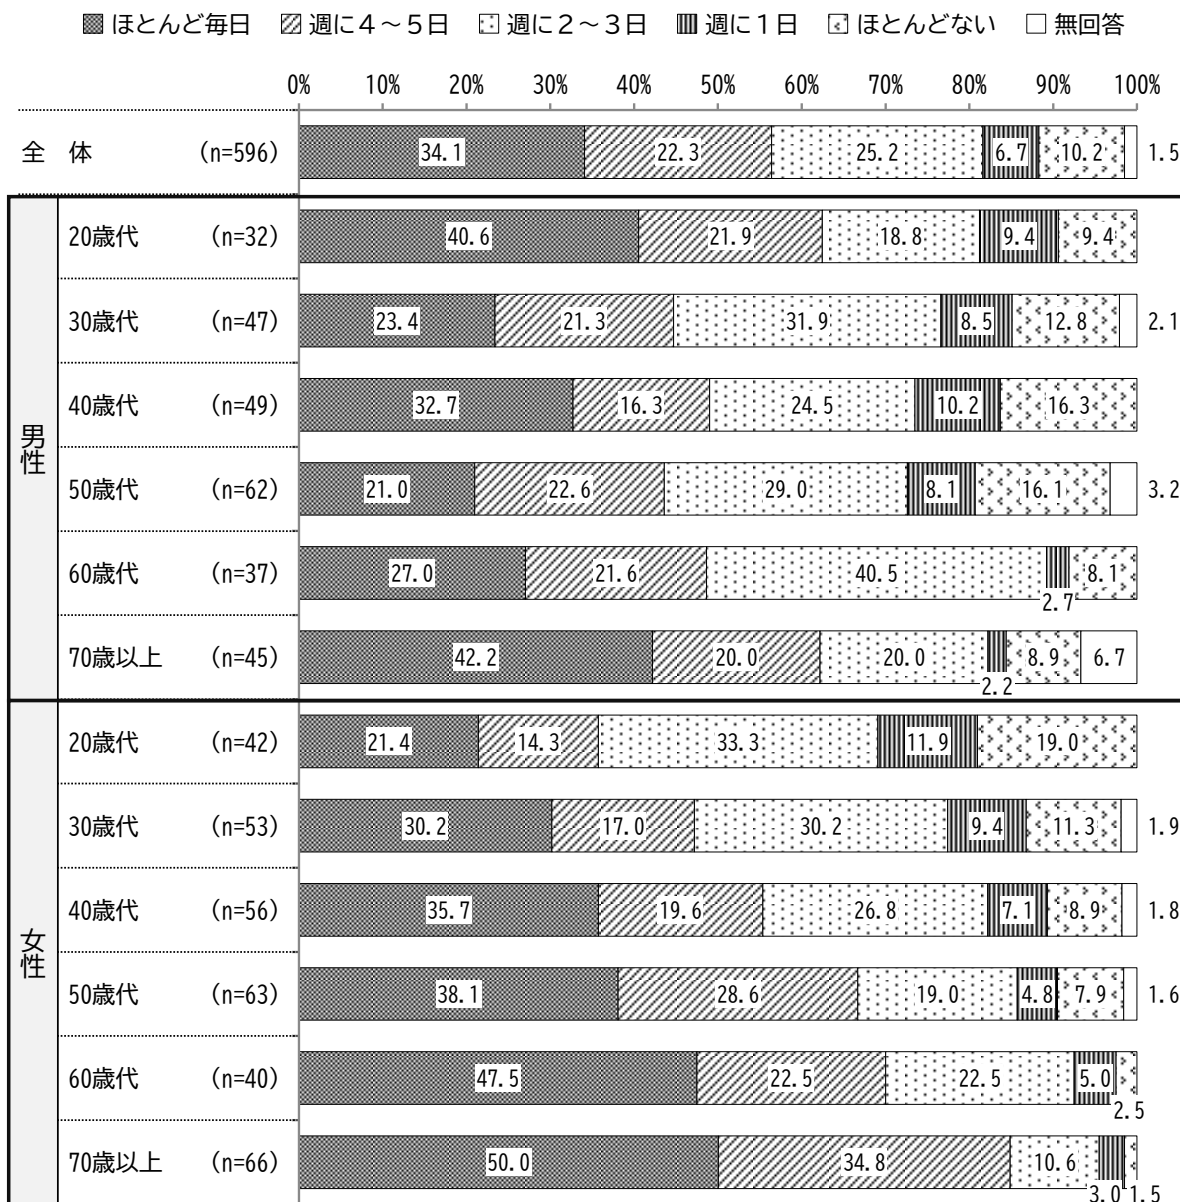 ほとんど毎日 週に４～５日 週に２～３日 週に１日 ほとんどない 無回答
0% 10% 20% 30% 40% 50% 60% 70% 80% 90% 100%
全　体 (n=596) 34.1 22.3 25.2 6.7 10.2 1.5
男性
20歳代 (n=32) 40.6 21.9 18.8 9.4 9.4
30歳代 (n=47) 23.4 21.3 31.9 8.5 12.8 2.1
40歳代 (n=49) 32.7 16.3 24.5 10.2 16.3
50歳代 (n=62) 21.0 22.6 29.0 8.1 16.1 3.2
60歳代 (n=37) 27.0 21.6 40.5 2.7 8.1
70歳以上 (n=45) 42.2 20.0 20.0 2.2 8.9 6.7
女性
20歳代 (n=42) 21.4 14.3 33.3 11.9 19.0
30歳代 (n=53) 30.2 17.0 30.2 9.4 11.3 1.9
40歳代 (n=56) 35.7 19.6 26.8 7.1 8.9 1.8
50歳代 (n=63) 38.1 28.6 19.0 4.8 7.9 1.6
60歳代 (n=40) 47.5 22.5 22.5 5.0 2.5
70歳以上 (n=66) 50.0 34.8 10.6 3.0 1.5